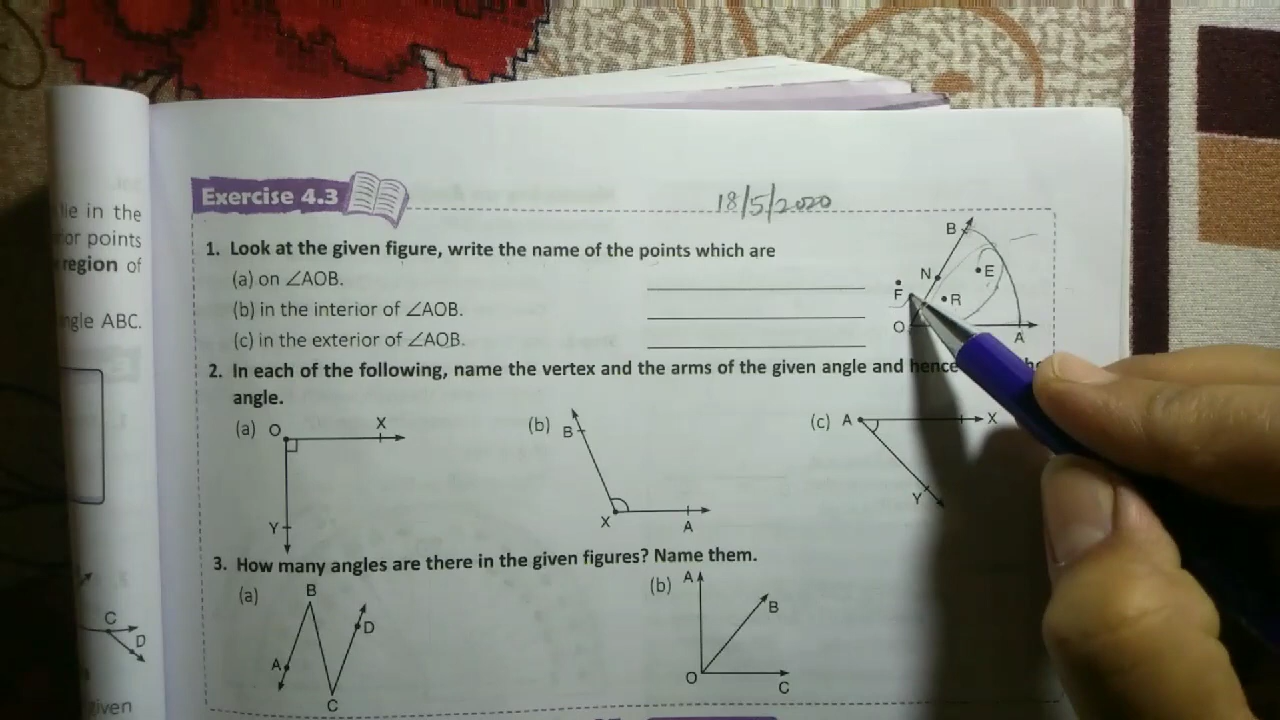 lie in the
or points
region of
ngle ABC.
C
D
given
Exercise 4.3
18/5/2020
1. Look at the given figure, write the name of the points which are
(a) on ∠AOB.
(b) in the interior of ∠AOB.
(c) in the exterior of ∠AOB.
B
N
E
F
R
O
A
2. In each of the following, name the vertex and the arms of the given angle and hence
angle.
(a) O X Y
(b) B X A
(c) A X Y
3. How many angles are there in the given figures? Name them.
(a) B A D C
(b) A B O C